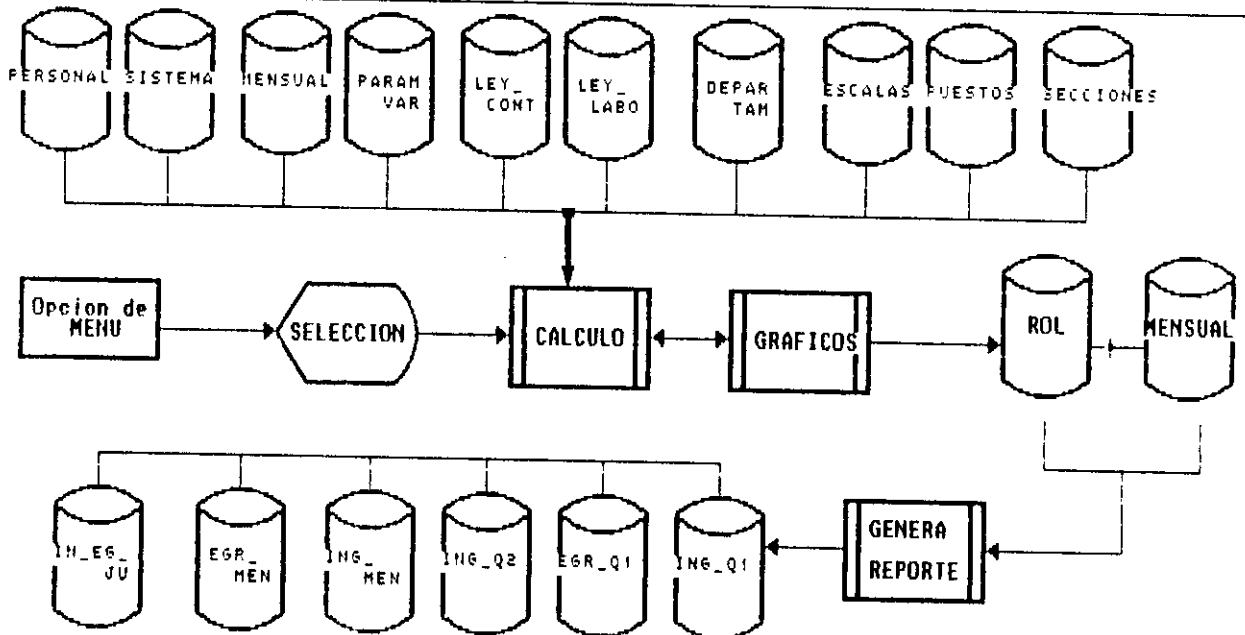 PERSONAL
SISTEMA
MENSUAL
PARAM
VAR
LEY_
CONT
LEY_
LABO
DEPAR
TAM
ESCALAS
PUESTOS
SECCIONES
Opcion de
MENU
SELECCION
CALCULO
GRAFICOS
ROL
MENSUAL
IN_EG_
JU
EGR_
MEN
ING_
MEN
ING_Q2
EGR_Q1
ING_Q1
GENERA
REPORTE